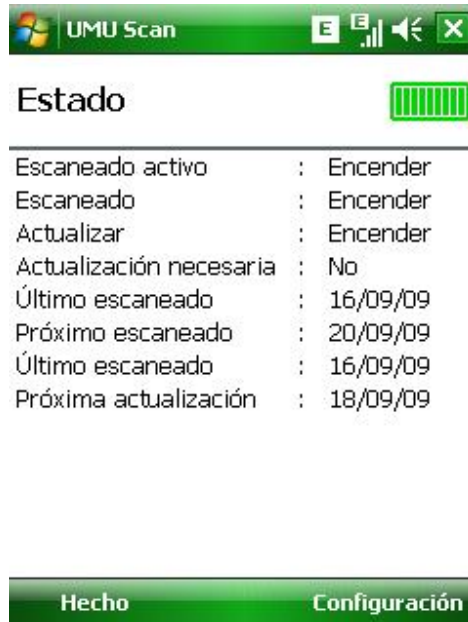 UMU Scan E E
Estado
Escaneado activo : Encender
Escaneado : Encender
Actualizar : Encender
Actualización necesaria : No
Último escaneado : 16/09/09
Próximo escaneado : 20/09/09
Último escaneado : 16/09/09
Próxima actualización : 18/09/09
Hecho Configuración